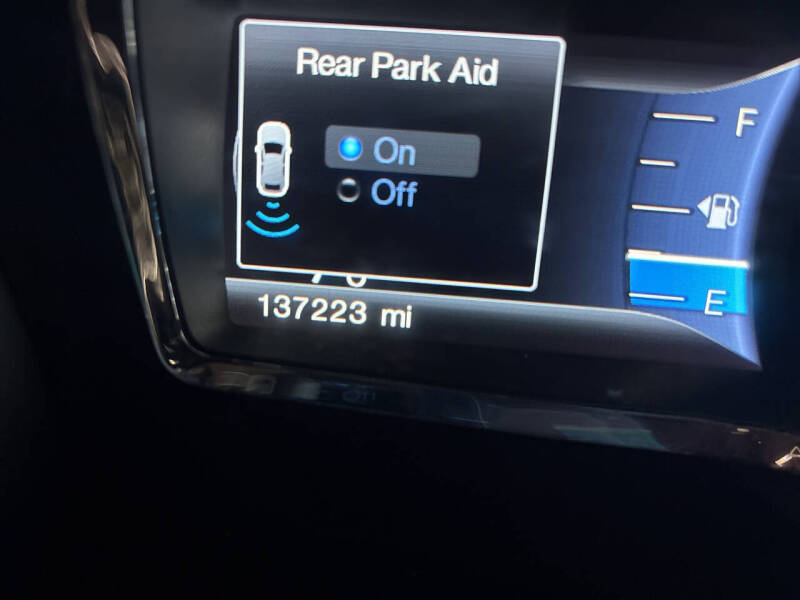 Rear Park Aid
On
Off
F
E
137223 mi